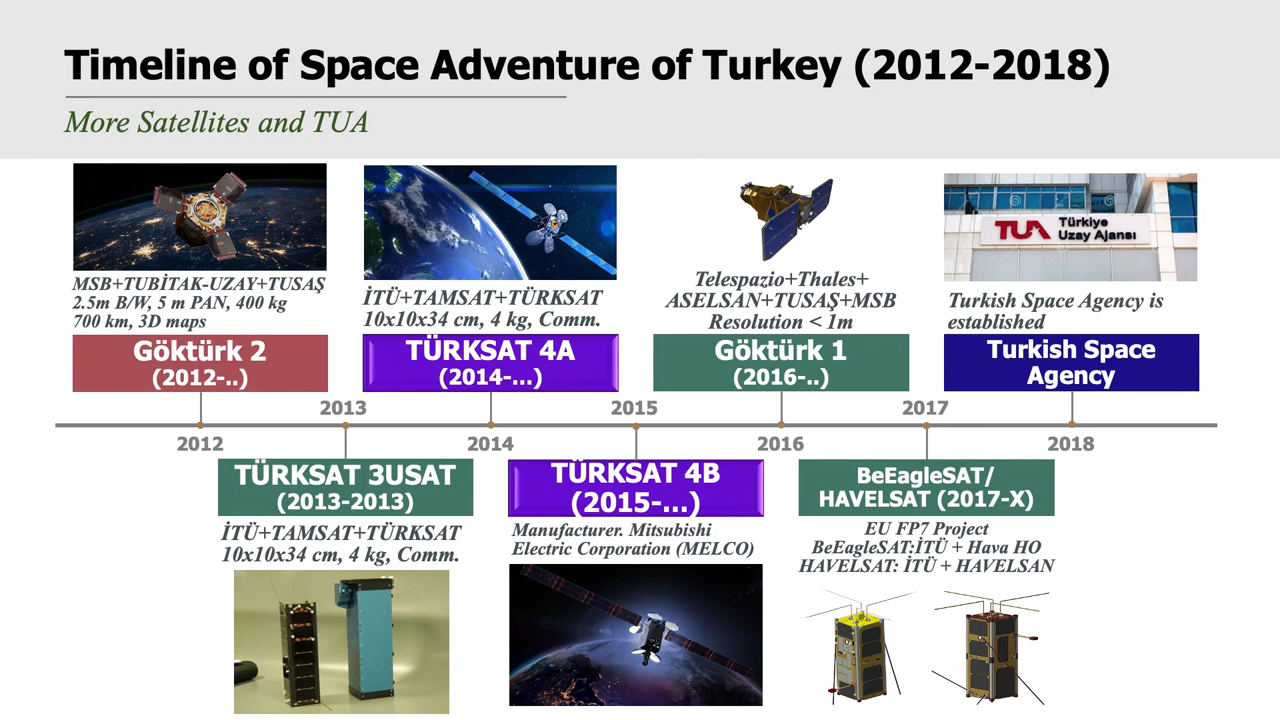 Timeline of Space Adventure of Turkey (2012-2018)
More Satellites and TUA
MSB+TUBİTAK-UZAY+TUSAŞ
2.5m B/W, 5 m PAN, 400 kg
700 km, 3D maps
Göktürk 2
(2012-..)
İTÜ+TAMSAT+TÜRKSAT
10x10x34 cm, 4 kg, Comm.
TÜRKSAT 4A
(2014-...)
Telespazio+Thales+
ASELSAN+TUSAŞ+MSB
Resolution < 1m
Göktürk 1
(2016-..)
TUA Türkiye
Uzay Ajansı
Turkish Space Agency is
established
Turkish Space
Agency
2013
2015
2017
2012
2014
2016
2018
TÜRKSAT 3USAT
(2013-2013)
İTÜ+TAMSAT+TÜRKSAT
10x10x34 cm, 4 kg, Comm.
TÜRKSAT 4B
(2015-...)
Manufacturer. Mitsubishi
Electric Corporation (MELCO)
BeEagleSAT/
HAVELSAT (2017-X)
EU FP7 Project
BeEagleSAT:İTÜ + Hava HO
HAVELSAT: İTÜ + HAVELSAN